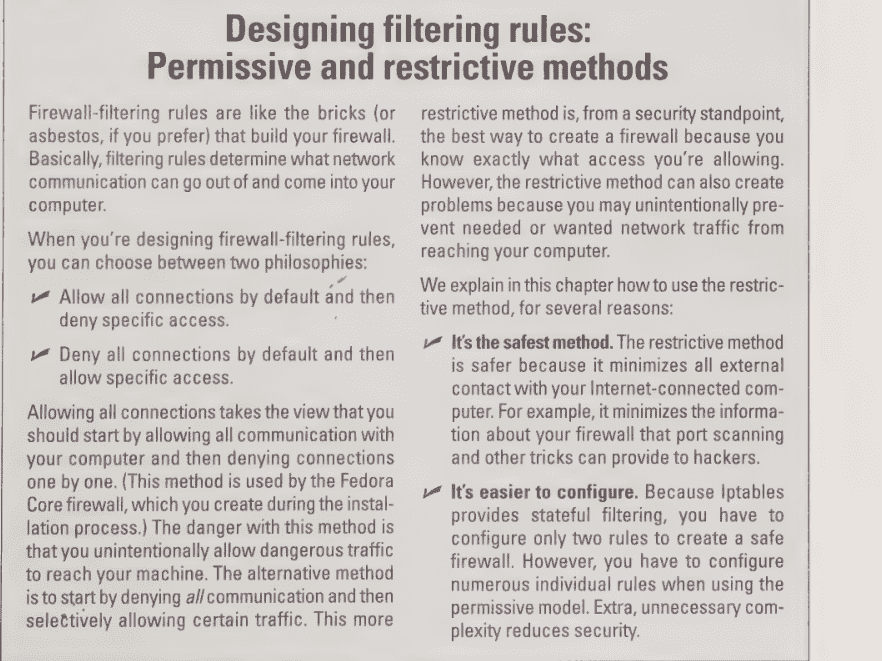 Designing filtering rules:
Permissive and restrictive methods
Firewall-filtering rules are like the bricks (or
asbestos, if you prefer) that build your firewall.
Basically, filtering rules determine what network
communication can go out of and come into your
computer.
When you're designing firewall-filtering rules,
you can choose between two philosophies:
✓ Allow all connections by default and then
deny specific access.
✓ Deny all connections by default and then
allow specific access.
Allowing all connections takes the view that you
should start by allowing all communication with
your computer and then denying connections
one by one. (This method is used by the Fedora
Core firewall, which you create during the instal-
lation process.) The danger with this method is
that you unintentionally allow dangerous traffic
to reach your machine. The alternative method
is to start by denying all communication and then
selectively allowing certain traffic. This more
restrictive method is, from a security standpoint,
the best way to create a firewall because you
know exactly what access you're allowing.
However, the restrictive method can also create
problems because you may unintentionally pre-
vent needed or wanted network traffic from
reaching your computer.
We explain in this chapter how to use the restric-
tive method, for several reasons:
✓ It's the safest method. The restrictive method
is safer because it minimizes all external
contact with your Internet-connected com-
puter. For example, it minimizes the informa-
tion about your firewall that port scanning
and other tricks can provide to hackers.
✓ It's easier to configure. Because Iptables
provides stateful filtering, you have to
configure only two rules to create a safe
firewall. However, you have to configure
numerous individual rules when using the
permissive model. Extra, unnecessary com-
plexity reduces security.